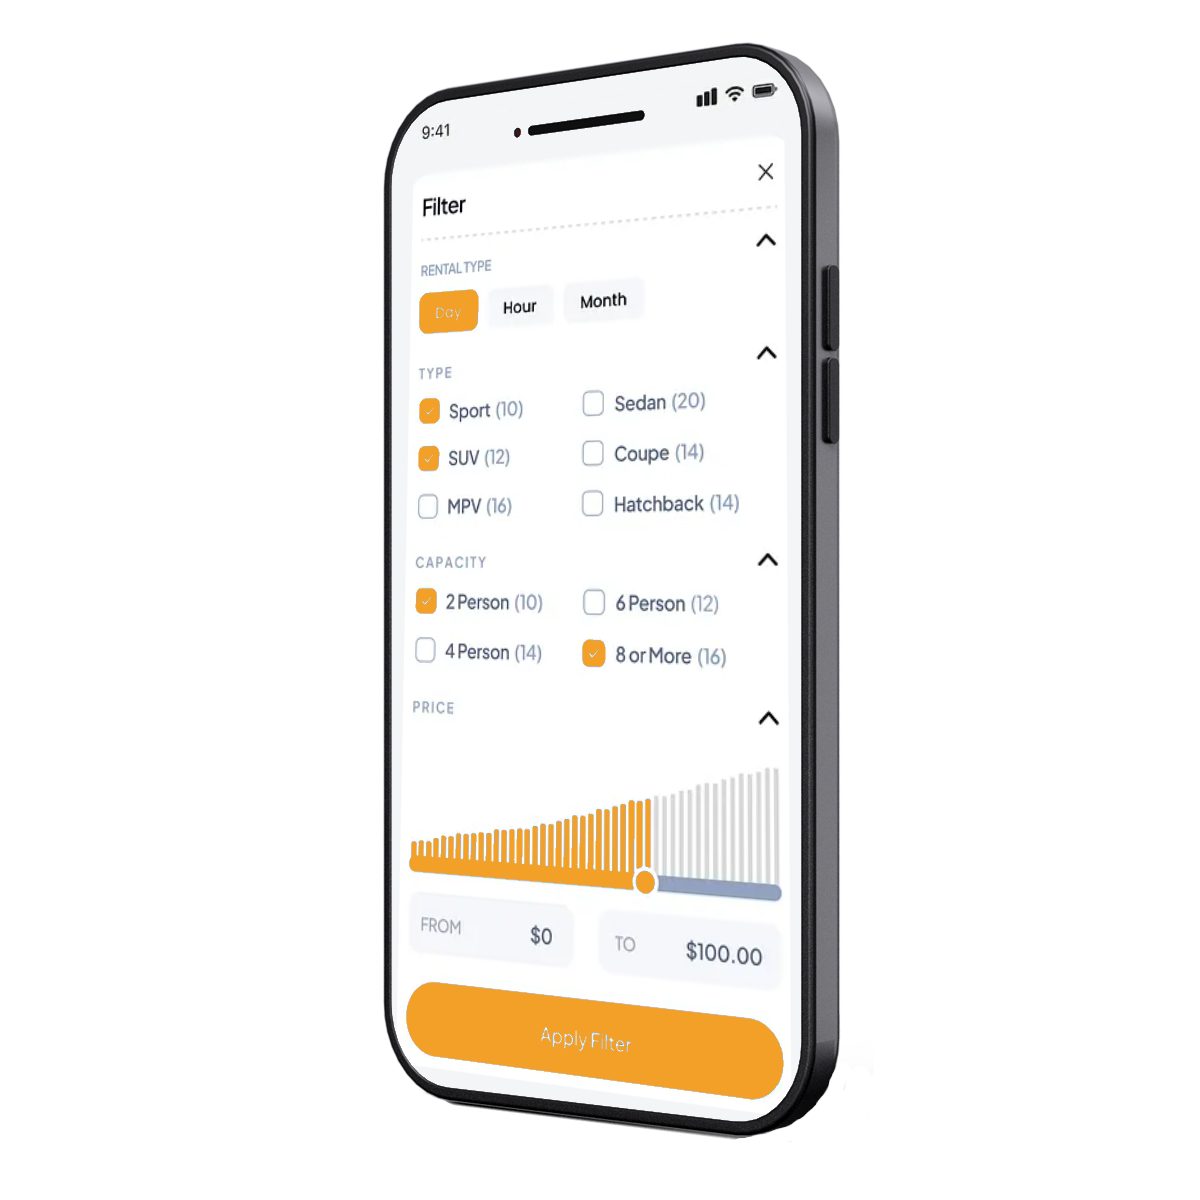 9:41
Filter
RENTAL TYPE
Day Hour Month
TYPE
Sport (10) Sedan (20)
SUV (12) Coupe (14)
MPV (16) Hatchback (14)
CAPACITY
2 Person (10) 6 Person (12)
4 Person (14) 8 or More (16)
PRICE
FROM $0 TO $100.00
Apply Filter